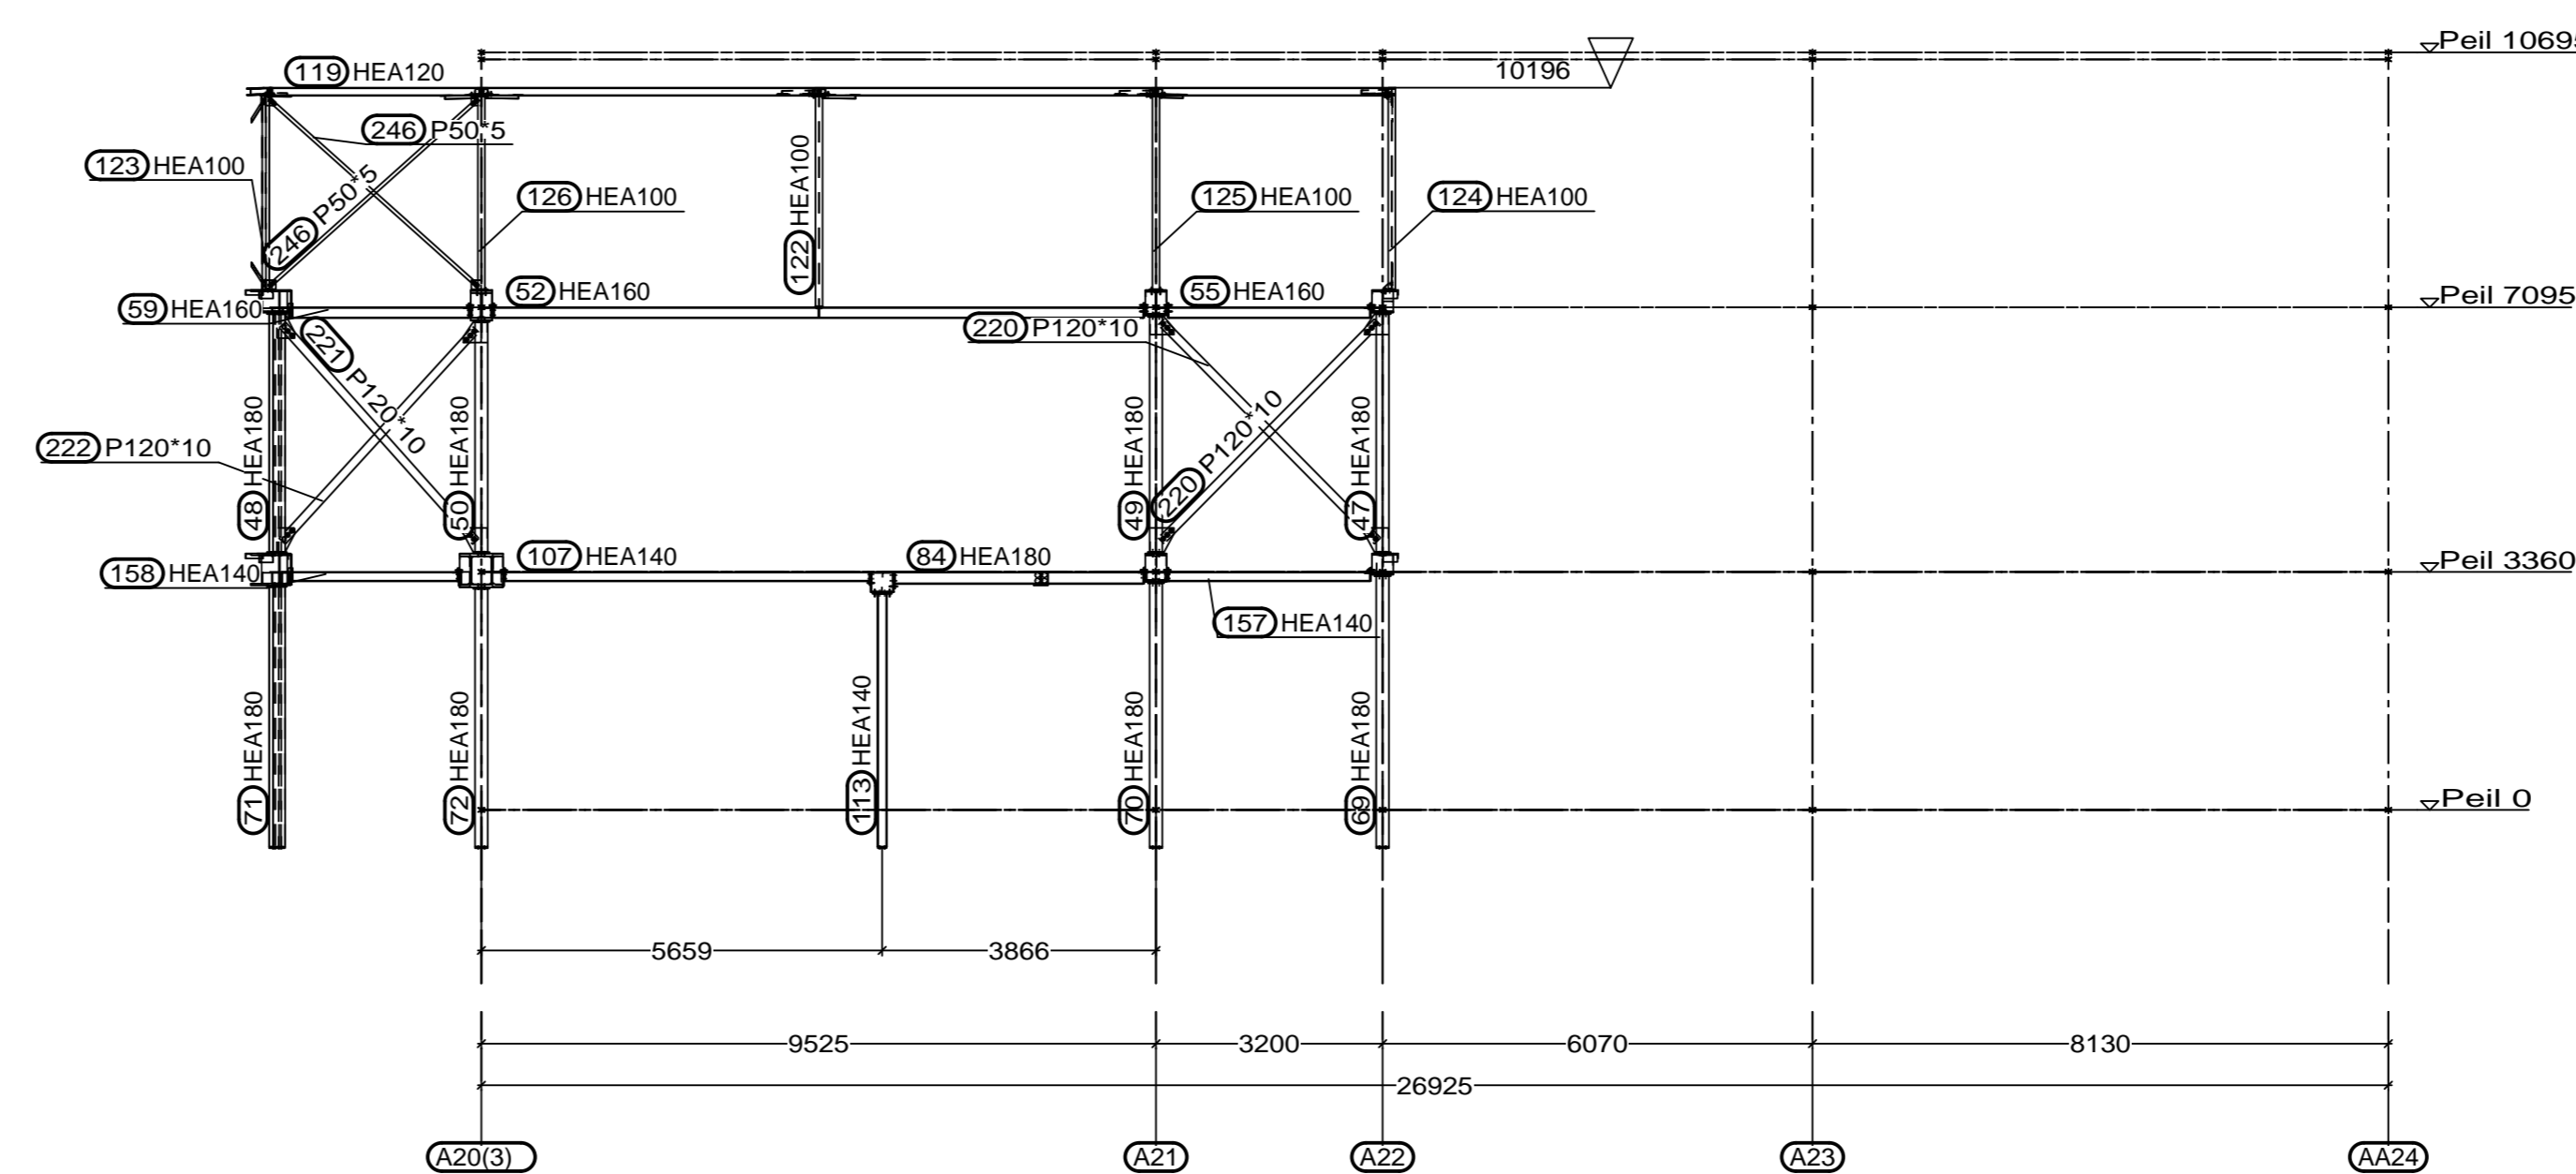 Peil 10695
10196
119 HEA120
246 P50*5
123 HEA100
246 P50*5
126 HEA100
122 HEA100
125 HEA100
124 HEA100
59 HEA160
52 HEA160
55 HEA160
Peil 7095
221 P120*10
220 P120*10
222 P120*10
48 HEA180
50 HEA180
49 HEA180
220 P120*10
47 HEA180
158 HEA140
107 HEA140
84 HEA180
Peil 3360
157 HEA140
71 HEA180
72 HEA180
113 HEA140
70 HEA180
69 HEA180
Peil 0
5659
3866
9525
3200
6070
8130
26925
A20(3)
A21
A22
A23
AA24